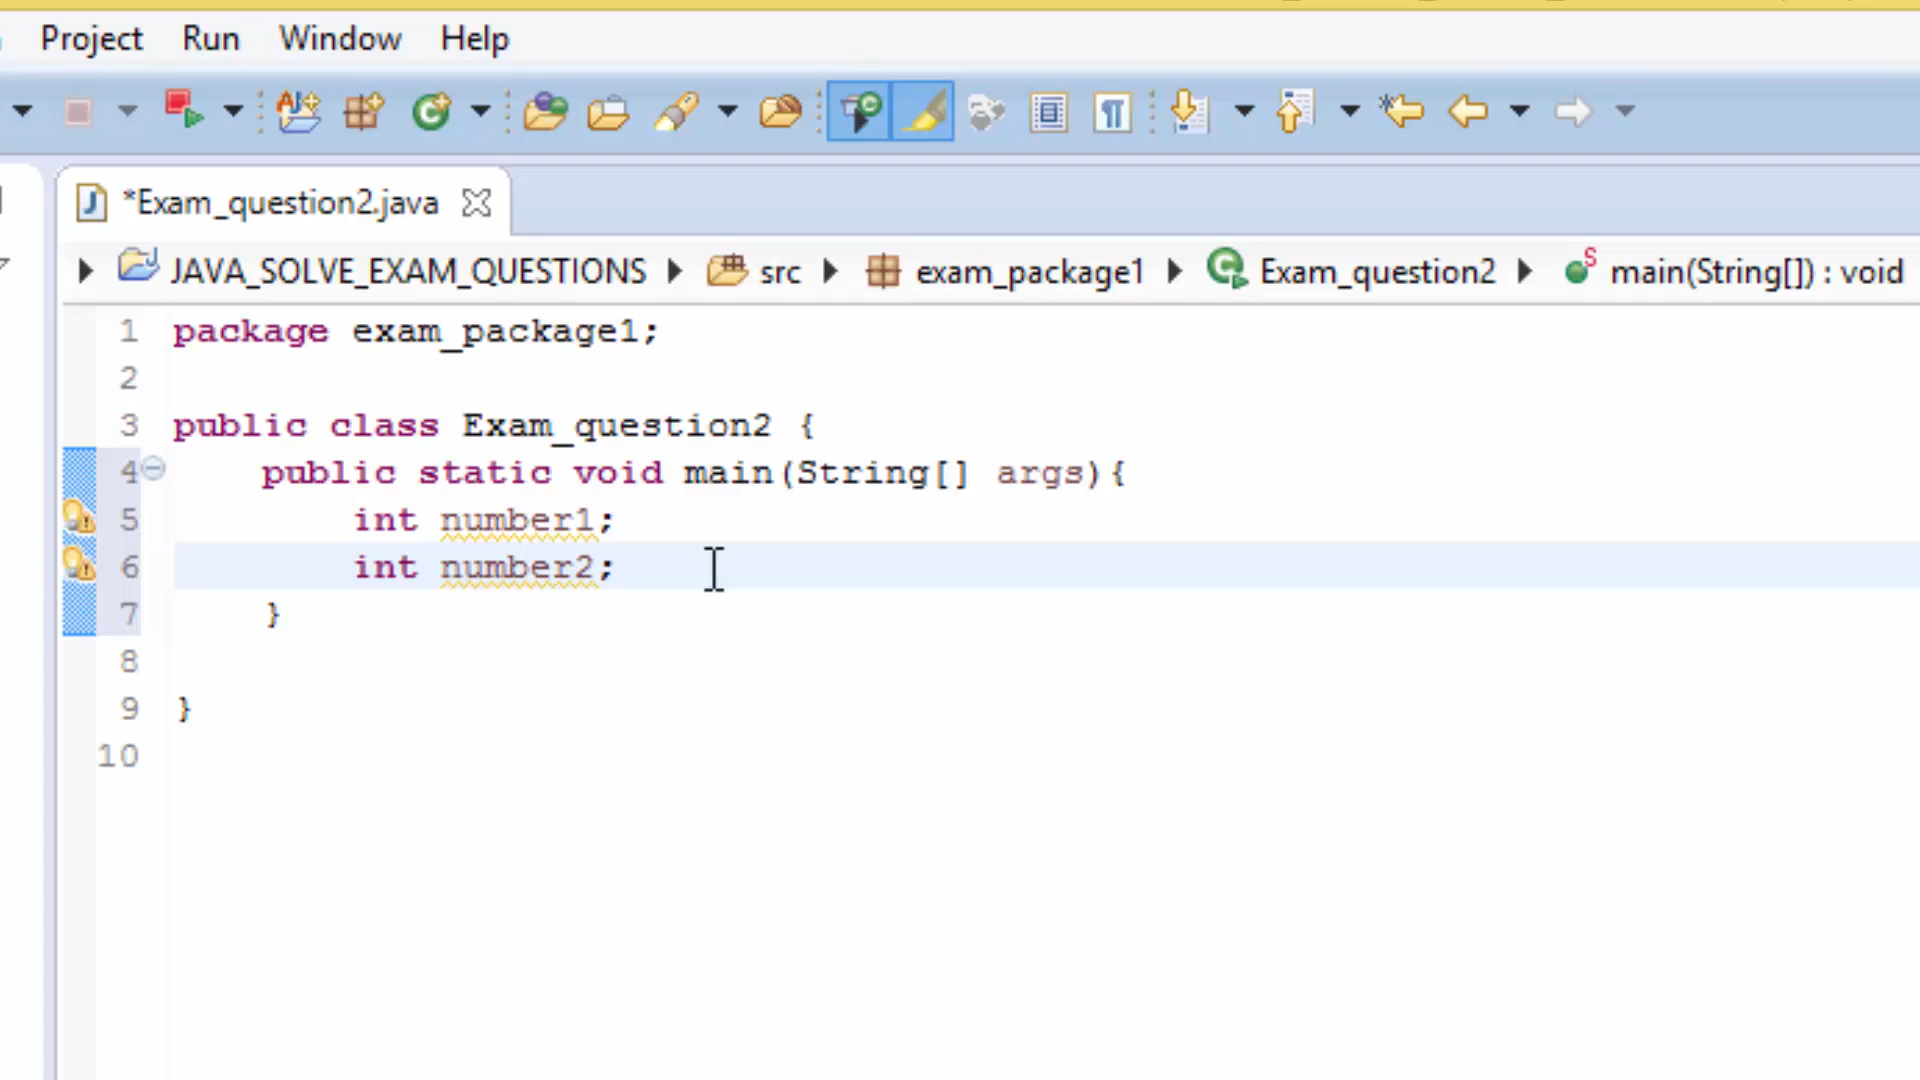 Project Run Window Help
*Exam_question2.java
JAVA_SOLVE_EXAM_QUESTIONS src exam_package1 Exam_question2 main(String[]) : void
1 package exam_package1;
2
3 public class Exam_question2 {
4 public static void main(String[] args){
5 int number1;
6 int number2;
7 }
8
9 }
10